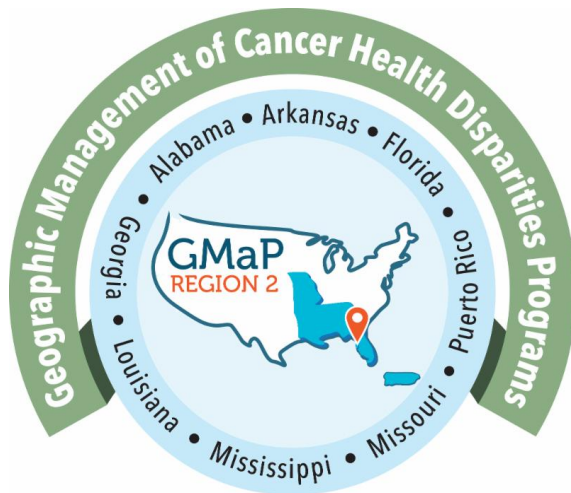 Geographic Management of Cancer Health Disparities Programs
Georgia • Alabama • Arkansas • Florida • Puerto Rico • Missouri • Mississippi • Louisiana •
GMaP
REGION 2